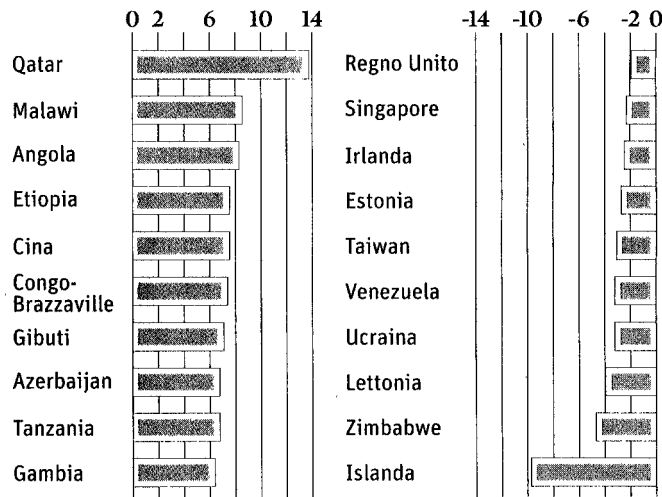 0 2 6 10 14
Qatar
Malawi
Angola
Etiopia
Cina
Congo-
Brazzaville
Gibuti
Azerbaijan
Tanzania
Gambia
-14 -10 -6 -2 0
Regno Unito
Singapore
Irlanda
Estonia
Taiwan
Venezuela
Ucraina
Lettonia
Zimbabwe
Islanda